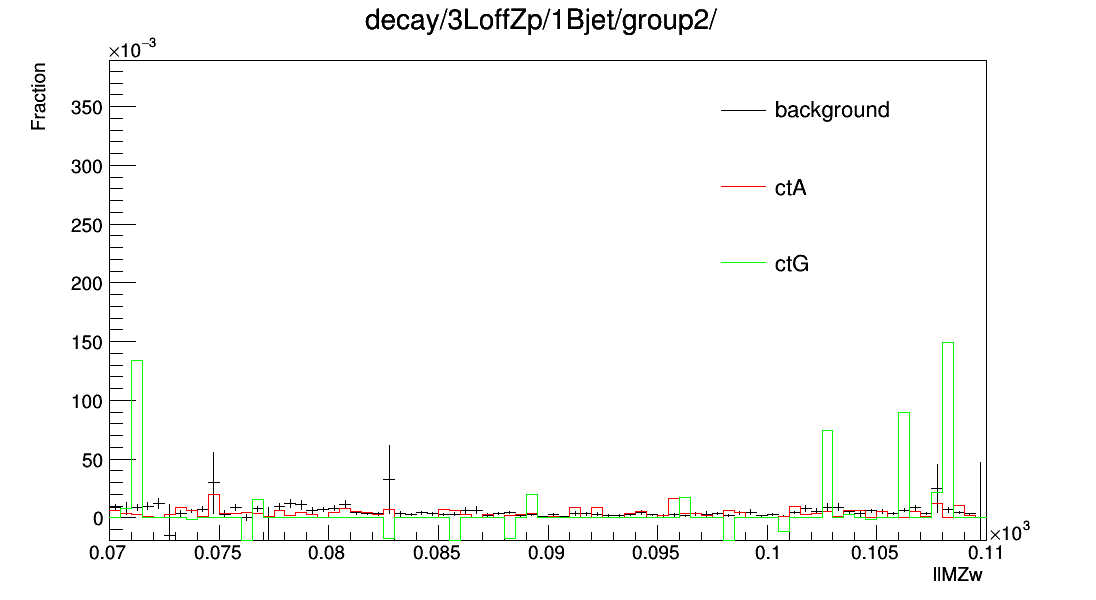 decay/3LoffZp/1Bjet/group2/
×10⁻³
Fraction
350
300
250
200
150
100
50
0
background
ctA
ctG
0.07 0.075 0.08 0.085 0.09 0.095 0.1 0.105 0.11
×10³
llMZw